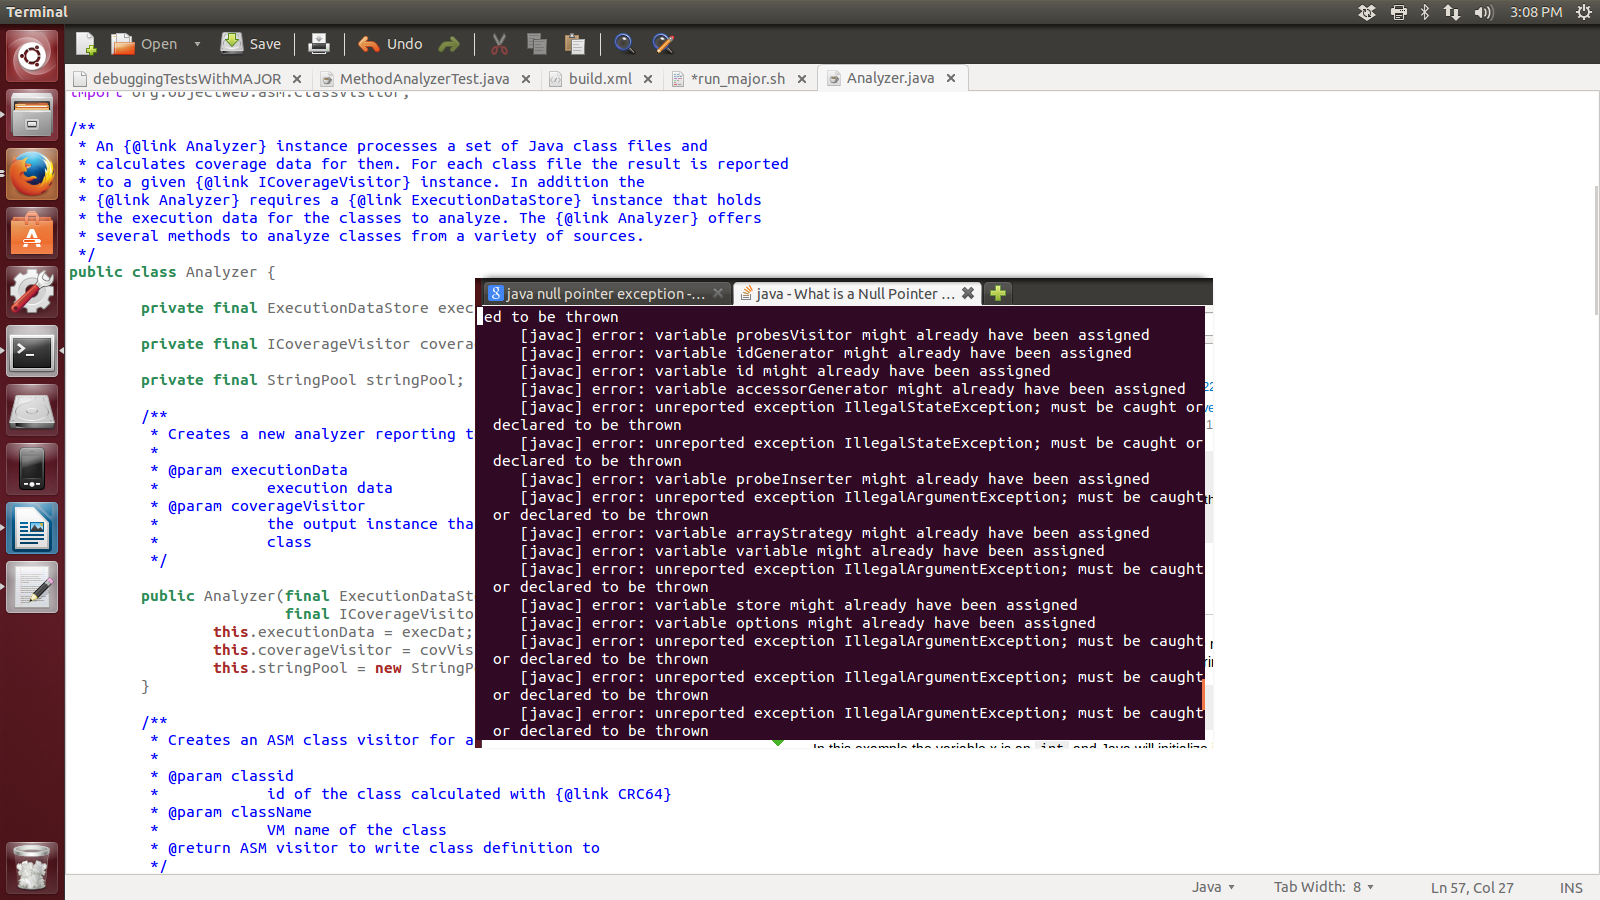 Terminal
3:08 PM
Open
Save
Undo
debuggingTestsWithMAJOR
MethodAnalyzerTest.java
build.xml
*run_major.sh
Analyzer.java
import org.objectweb.asm.ClassVisitor;
/**
* An {@link Analyzer} instance processes a set of Java class files and
* calculates coverage data for them. For each class file the result is reported
* to a given {@link ICoverageVisitor} instance. In addition the
* {@link Analyzer} requires a {@link ExecutionDataStore} instance that holds
* the execution data for the classes to analyze. The {@link Analyzer} offers
* several methods to analyze classes from a variety of sources.
*/
public class Analyzer {
private final ExecutionDataStore exec
private final ICoverageVisitor covera
private final StringPool stringPool;
/**
* Creates a new analyzer reporting t
*
* @param executionData
* execution data
* @param coverageVisitor
* the output instance tha
* class
*/
public Analyzer(final ExecutionDataSt
final ICoverageVisito
this.executionData = execDat;
this.coverageVisitor = covVis
this.stringPool = new StringP
}
/**
* Creates an ASM class visitor for a
*
* @param classid
* id of the class calculated with {@link CRC64}
* @param className
* VM name of the class
* @return ASM visitor to write class definition to
*/
java null pointer exception -...
java - What is a Null Pointer ...
ed to be thrown
[javac] error: variable probesVisitor might already have been assigned
[javac] error: variable idGenerator might already have been assigned
[javac] error: variable id might already have been assigned
[javac] error: variable accessorGenerator might already have been assigned
[javac] error: unreported exception IllegalStateException; must be caught or
declared to be thrown
[javac] error: unreported exception IllegalStateException; must be caught or
declared to be thrown
[javac] error: variable probeInserter might already have been assigned
[javac] error: unreported exception IllegalArgumentException; must be caught
or declared to be thrown
[javac] error: variable arrayStrategy might already have been assigned
[javac] error: variable variable might already have been assigned
[javac] error: unreported exception IllegalArgumentException; must be caught
or declared to be thrown
[javac] error: variable store might already have been assigned
[javac] error: variable options might already have been assigned
[javac] error: unreported exception IllegalArgumentException; must be caught
or declared to be thrown
[javac] error: unreported exception IllegalArgumentException; must be caught
or declared to be thrown
[javac] error: unreported exception IllegalArgumentException; must be caught
or declared to be thrown
In this example the variable x is an int and Java will initialize
Java
Tab Width: 8
Ln 57, Col 27
INS